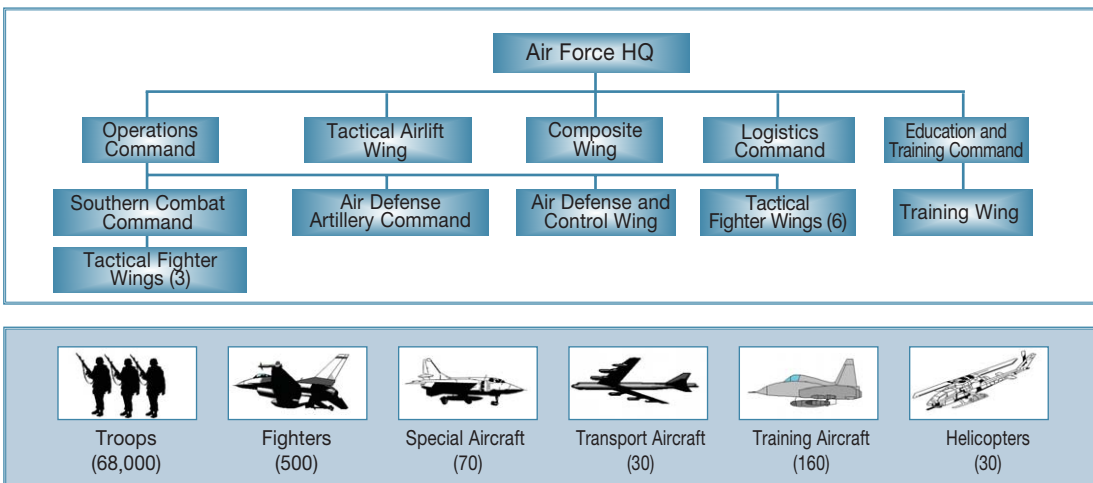 Air Force HQ
Operations
Command
Tactical Airlift
Wing
Composite
Wing
Logistics
Command
Education and
Training Command
Southern Combat
Command
Air Defense
Artillery Command
Air Defense and
Control Wing
Tactical
Fighter Wings (6)
Training Wing
Tactical Fighter
Wings (3)
Troops
(68,000)
Fighters
(500)
Special Aircraft
(70)
Transport Aircraft
(30)
Training Aircraft
(160)
Helicopters
(30)